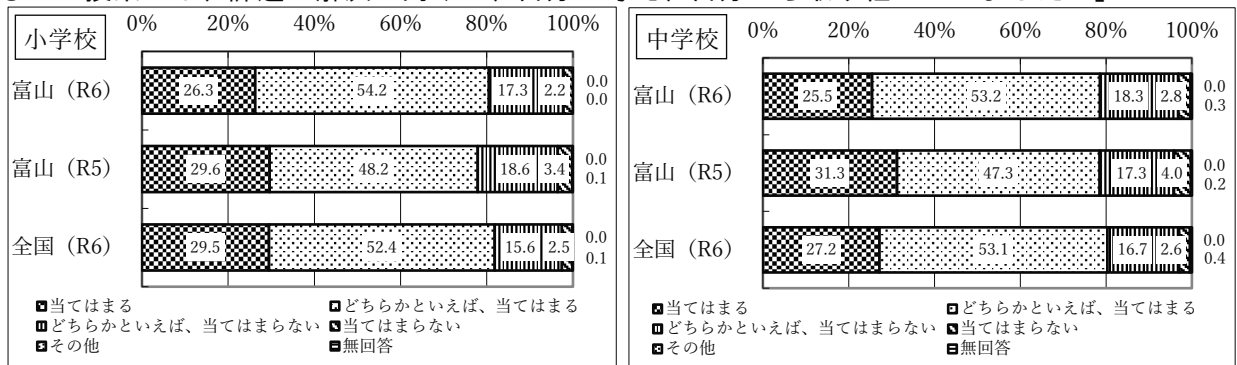 小学校
0% 20% 40% 60% 80% 100%
富山（R6） 26.3 54.2 17.3 2.2 0.0 0.0
富山（R5） 29.6 48.2 18.6 3.4 0.0 0.1
全国（R6） 29.5 52.4 15.6 2.5 0.0 0.1
当てはまる どちらかといえば、当てはまる
どちらかといえば、当てはまらない 当てはまらない
その他 無回答
中学校
0% 20% 40% 60% 80% 100%
富山（R6） 25.5 53.2 18.3 2.8 0.0 0.3
富山（R5） 31.3 47.3 17.3 4.0 0.0 0.2
全国（R6） 27.2 53.1 16.7 2.6 0.0 0.4
当てはまる どちらかといえば、当てはまる
どちらかといえば、当てはまらない 当てはまらない
その他 無回答